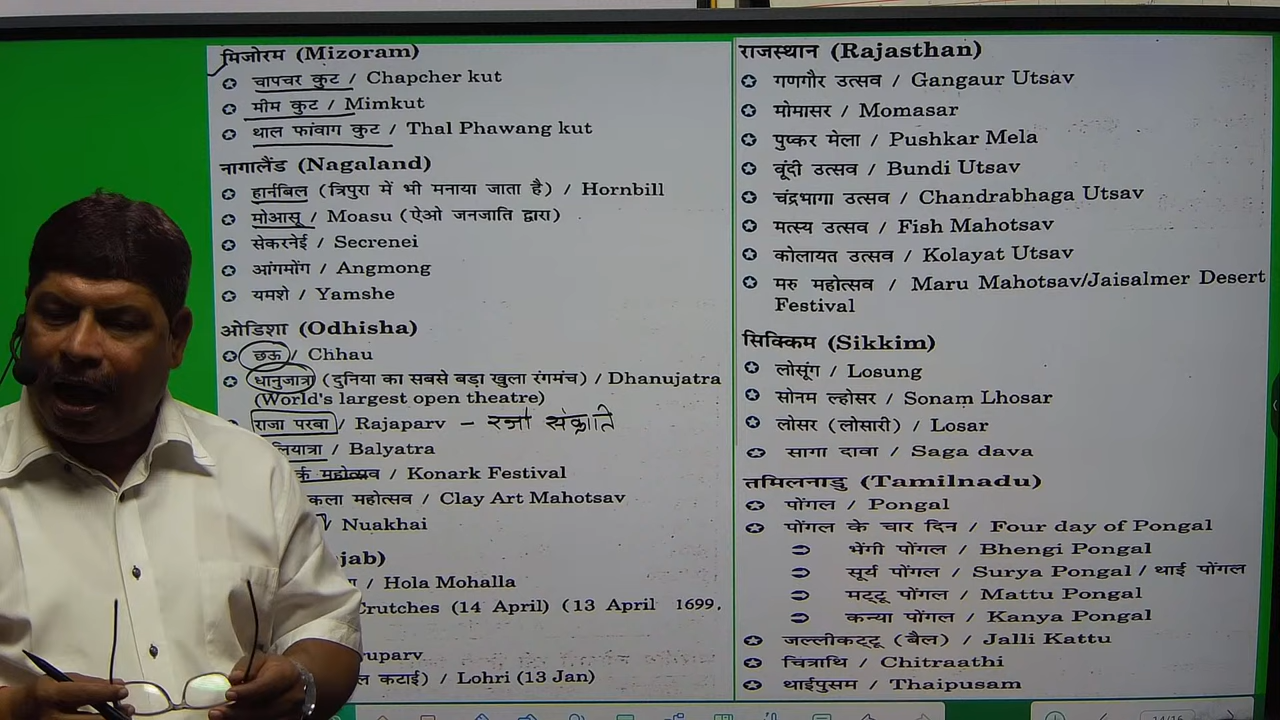 मिजोरम (Mizoram)
चापचर कुट / Chapcher kut
मीम कुट / Mimkut
थाल फांवाग कुट / Thal Phawang kut
नागालैंड (Nagaland)
हार्नबिल (त्रिपुरा में भी मनाया जाता है) / Hornbill
मोआसू / Moasu (ऐओ जनजाति द्वारा)
सेकरनेई / Secrenei
आंगमोंग / Angmong
यमशे / Yamshe
ओडिशा (Odhisha)
छऊ / Chhau
धानुजात्रा (दुनिया का सबसे बड़ा खुला रंगमंच) / Dhanujatra
(World's largest open theatre)
राजा परबा / Rajaparv – रजा संक्रांति
लियात्रा / Balyatra
र्क महोत्सव / Konark Festival
कला महोत्सव / Clay Art Mahotsav
/ Nuakhai
jab)
/ Hola Mohalla
Crutches (14 April) (13 April 1699,
ruparv
ल कटाई) / Lohri (13 Jan)
राजस्थान (Rajasthan)
गणगौर उत्सव / Gangaur Utsav
मोमासर / Momasar
पुष्कर मेला / Pushkar Mela
बूंदी उत्सव / Bundi Utsav
चंद्रभागा उत्सव / Chandrabhaga Utsav
मत्स्य उत्सव / Fish Mahotsav
कोलायत उत्सव / Kolayat Utsav
मरु महोत्सव / Maru Mahotsav/Jaisalmer Desert
Festival
सिक्किम (Sikkim)
लोसूंग / Losung
सोनम ल्होसर / Sonam Lhosar
लोसर (लोसारी) / Losar
सागा दावा / Saga dava
तमिलनाडु (Tamilnadu)
पोंगल / Pongal
पोंगल के चार दिन / Four day of Pongal
भेंगी पोंगल / Bhengi Pongal
सूर्य पोंगल / Surya Pongal / थाई पोंगल
मट्टू पोंगल / Mattu Pongal
कन्या पोंगल / Kanya Pongal
जल्लीकट्टू (बैल) / Jalli Kattu
चित्राथि / Chitraathi
थाईपुसम / Thaipusam